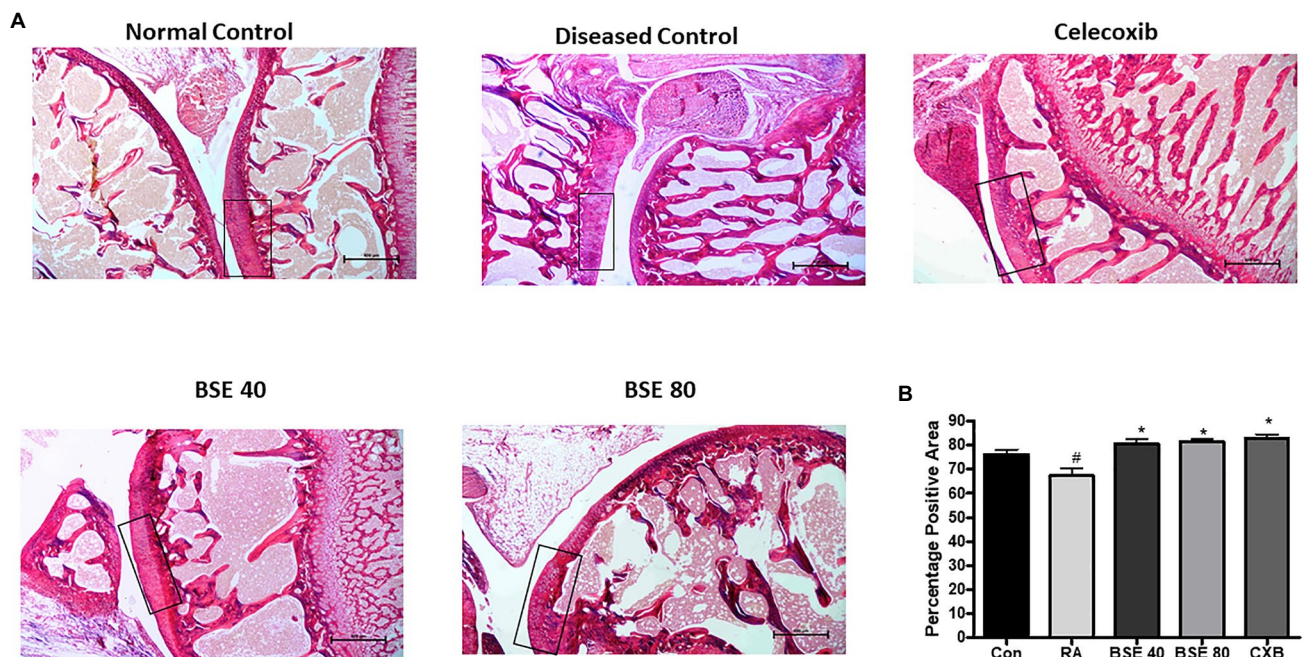 A
Normal Control
Diseased Control
Celecoxib
BSE 40
BSE 80
B
Percentage Positive Area
90
80
70
60
50
40
30
20
10
0
#
*
*
*
Con
RA
BSE 40
BSE 80
CXB